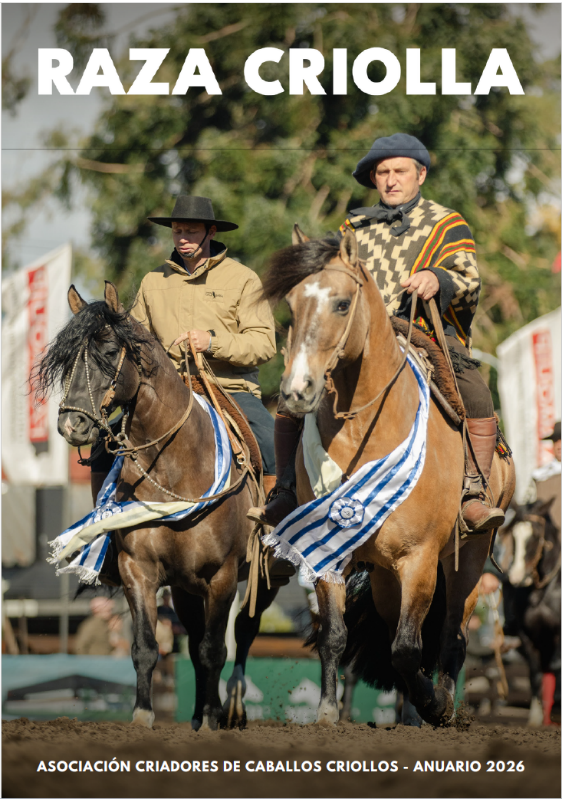 RAZA CRIOLLA
ASOCIACIÓN CRIADORES DE CABALLOS CRIOLLOS - ANUARIO 2026